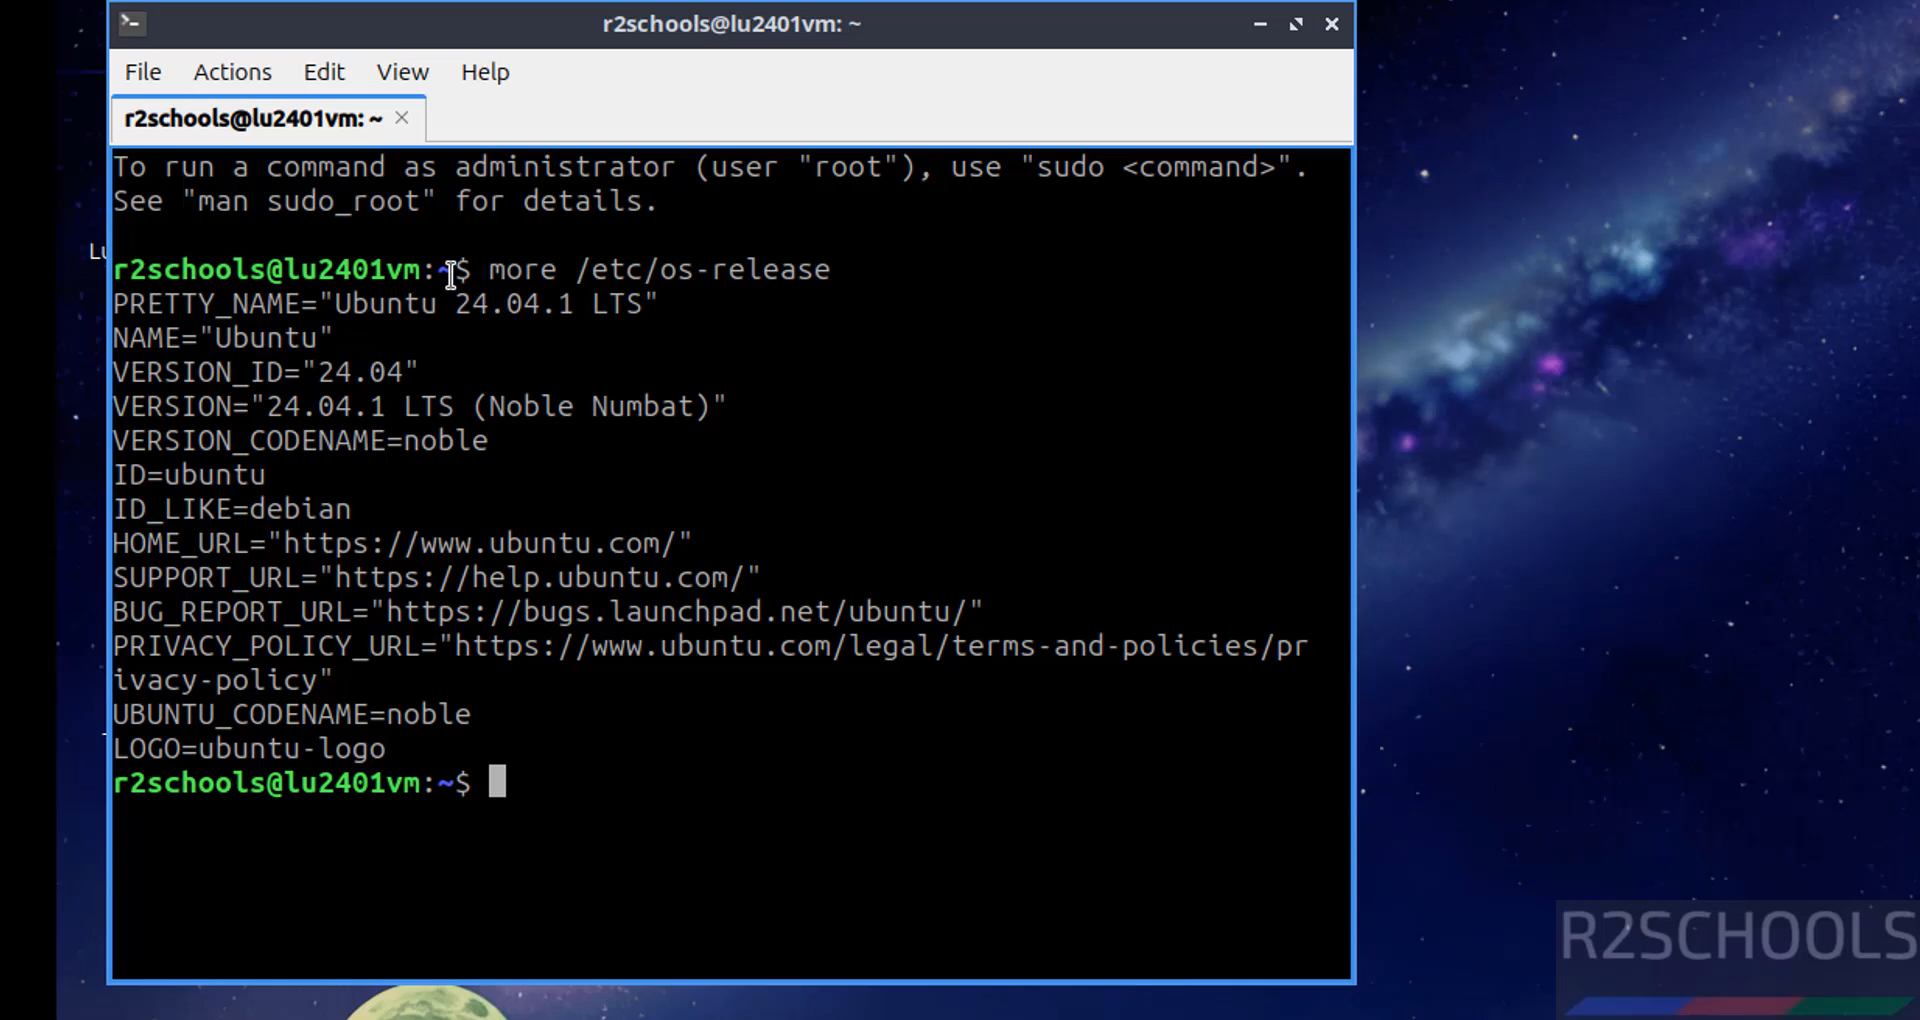 r2schools@lu2401vm: ~
File Actions Edit View Help
r2schools@lu2401vm: ~
To run a command as administrator (user "root"), use "sudo <command>".
See "man sudo_root" for details.
r2schools@lu2401vm:~$ more /etc/os-release
PRETTY_NAME="Ubuntu 24.04.1 LTS"
NAME="Ubuntu"
VERSION_ID="24.04"
VERSION="24.04.1 LTS (Noble Numbat)"
VERSION_CODENAME=noble
ID=ubuntu
ID_LIKE=debian
HOME_URL="https://www.ubuntu.com/"
SUPPORT_URL="https://help.ubuntu.com/"
BUG_REPORT_URL="https://bugs.launchpad.net/ubuntu/"
PRIVACY_POLICY_URL="https://www.ubuntu.com/legal/terms-and-policies/pr
ivacy-policy"
UBUNTU_CODENAME=noble
LOGO=ubuntu-logo
r2schools@lu2401vm:~$
R2SCHOOLS